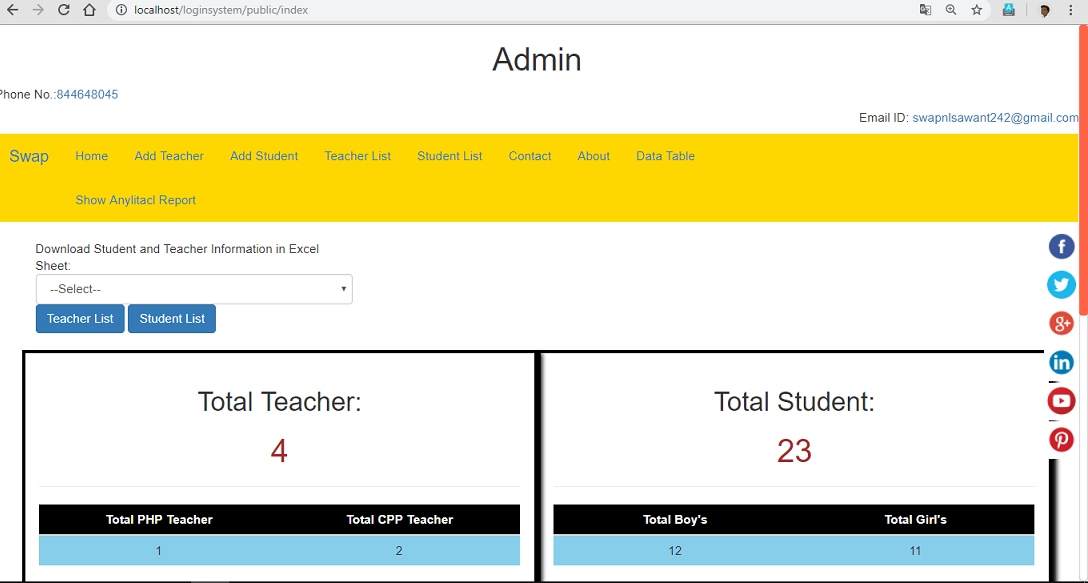 localhost/loginsystem/public/index
Admin
Phone No.:844648045
Email ID: swapnlsawant242@gmail.com
Swap Home Add Teacher Add Student Teacher List Student List Contact About Data Table
Show Anylitacl Report
Download Student and Teacher Information in Excel
Sheet:
--Select--
Teacher List Student List
Total Teacher: Total Student:
4 23
Total PHP Teacher Total CPP Teacher Total Boy's Total Girl's
1 2 12 11